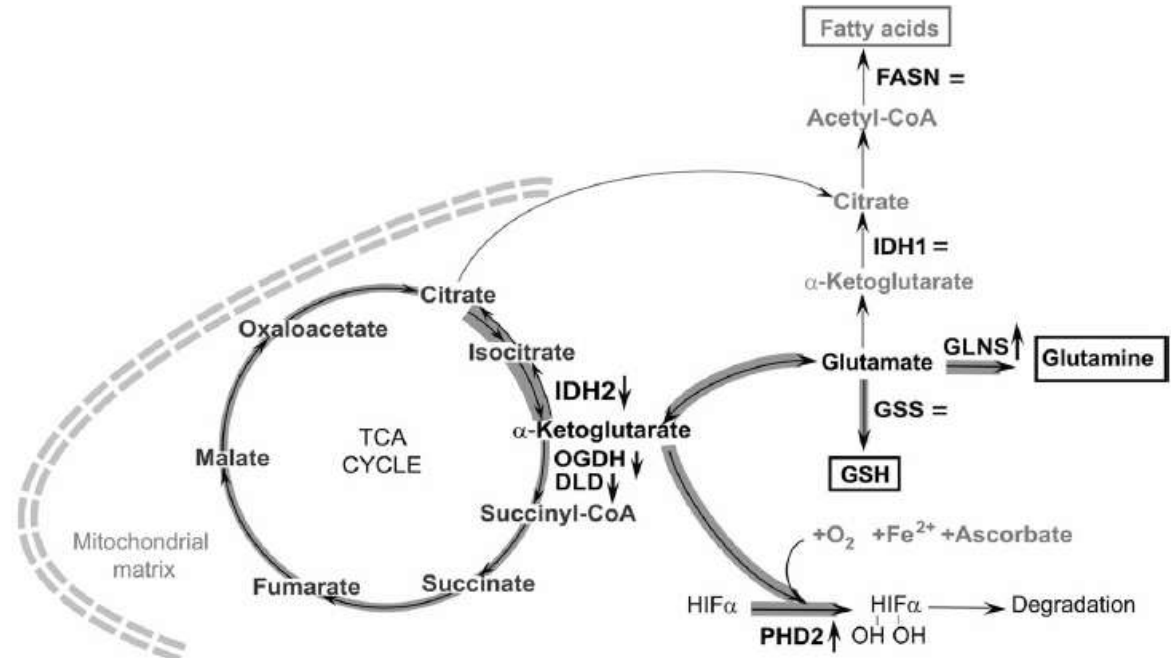 Fatty acids
FASN =
Acetyl-CoA
Citrate
IDH1 =
α-Ketoglutarate
Citrate
Oxaloacetate
Isocitrate
Glutamate
GLNS
Glutamine
IDH2
GSS =
α-Ketoglutarate
TCA
CYCLE
Malate
OGDH
DLD
GSH
Succinyl-CoA
Mitochondrial
matrix
+O₂ +Fe²⁺ +Ascorbate
Fumarate
Succinate
HIFα
HIFα
Degradation
PHD2
OH OH